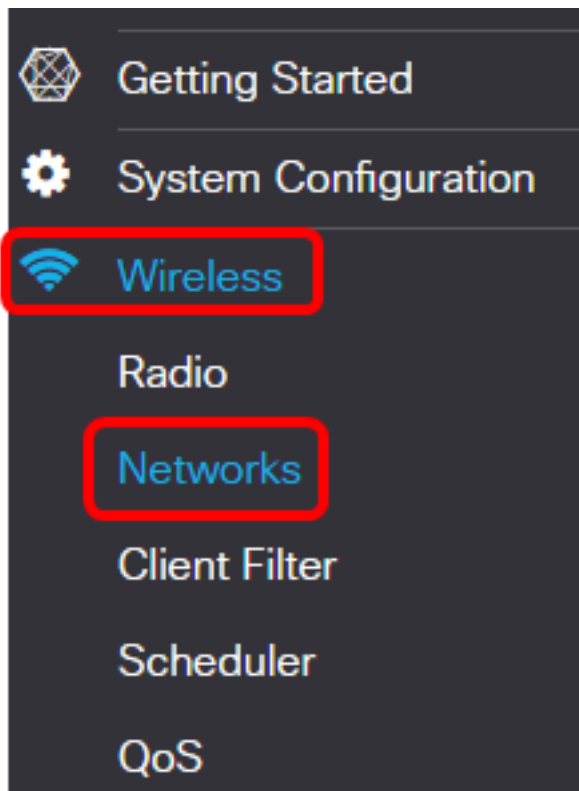 Getting Started
System Configuration
Wireless
Radio
Networks
Client Filter
Scheduler
QoS